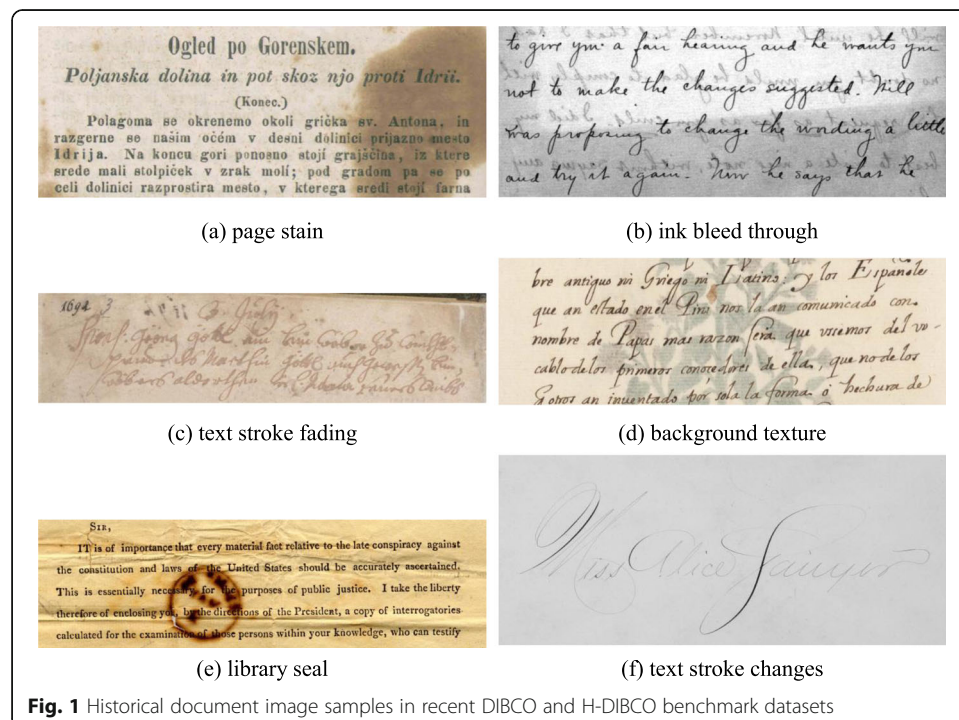 Ogled po Gorenskem.
Poljanska dolina in pot skoz njo proti Idrii.
(Konec.)
Polagoma se okrenemo okoli grička sv. Antona, in
razgerne se našim očém v desni dolinici prijazno mesto
Idrija. Na koncu gori ponosno stojí grajščina, iz ktere
srede mali stolpiček v zrak molí; pod gradom pa se po
celi dolinici razprostira mesto, v kterega sredi stojí farna
(a) page stain
to give you a fair hearing and he wants you
not to make the changes suggested. Will
was proposing to change the wording a little
and try it again. Now he says that he
(b) ink bleed through
1692 3 July
(c) text stroke fading
bre antiguo ni Griego ni Latino: y los Españole
que an estado en el Piru nos la an comunicado con
nombre de Papas mas razon sera que usemos del vo-
cablo de los primeros conocedores de ella, que no de los
q otros an inventado por sola la forma o hechura de
(d) background texture
SIR,
IT is of importance that every material fact relative to the late conspiracy against
the constitution and laws of the United States should be accurately ascertained.
This is essentially necessary for the purposes of public justice. I take the liberty
therefore of enclosing you, by the directions of the President, a copy of interrogatories
calculated for the examination of those persons within your knowledge, who can testify
(e) library seal
Miss Alice
(f) text stroke changes
Fig. 1 Historical document image samples in recent DIBCO and H-DIBCO benchmark datasets